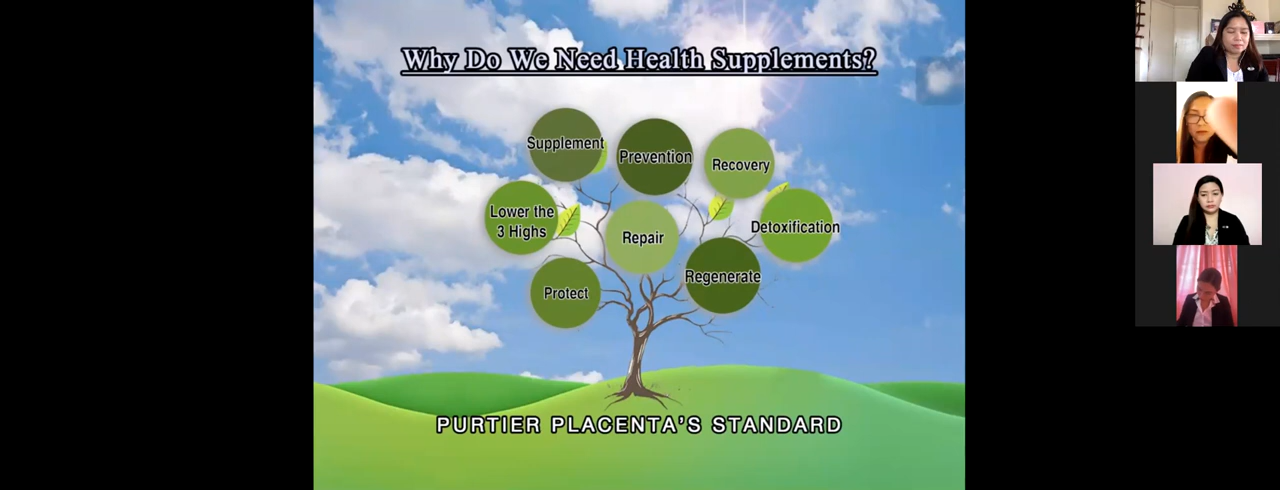 Why Do We Need Health Supplements?
Supplement
Prevention
Recovery
Lower the
3 Highs
Repair
Detoxification
Protect
Regenerate
PURTIER PLACENTA'S STANDARD